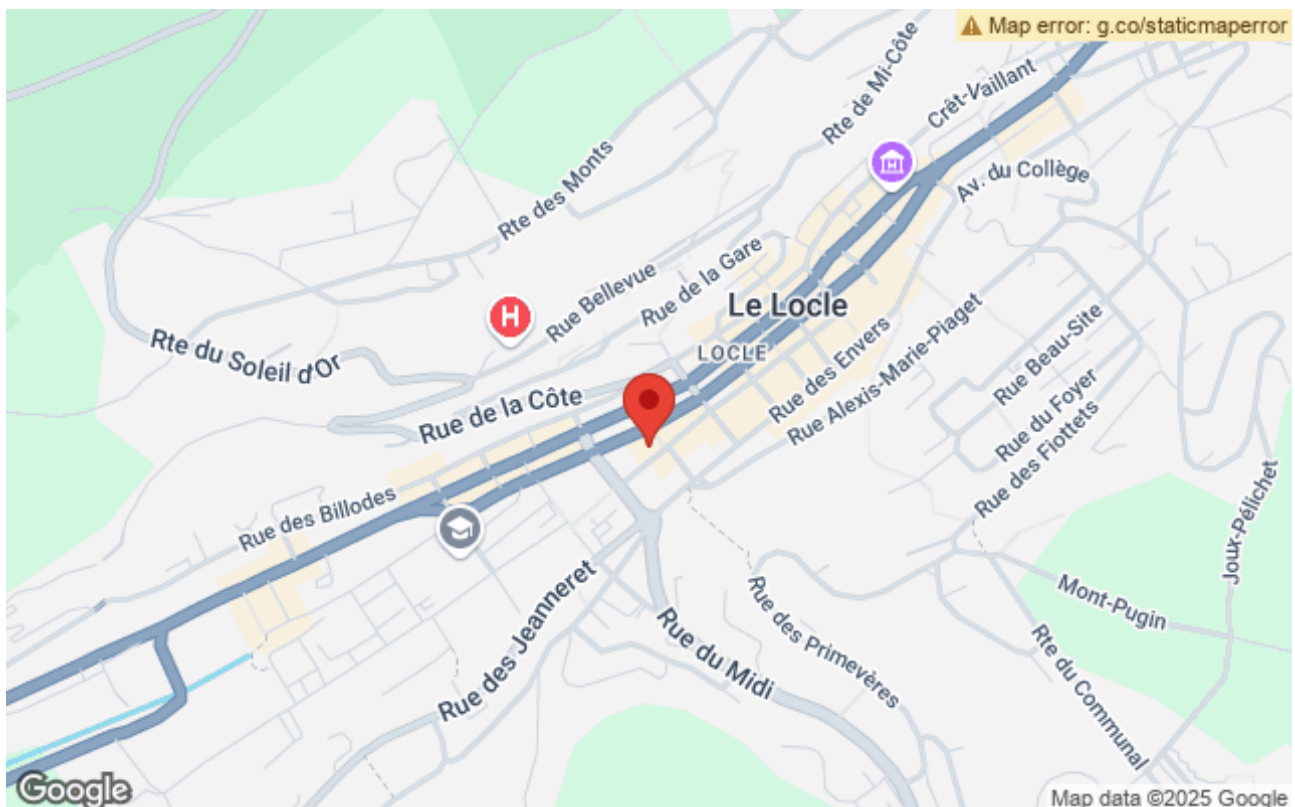 Map error: g.co/staticmaperror
Rte de Mi-Côte
Crêt-Vaillant
Rte des Monts
Av. du Collège
Rue Bellevue
Rue de la Gare
H
Le Locle
Rte du Soleil d'Or
LOCLE
Rue des Envers
Rue Alexis-Marie-Piaget
Rue Beau-Site
Rue de la Côte
Rue du Foyer
Rue des Fiottets
Rue des Billodes
Joux-Pélichet
Rue des Jeanneret
Rue des Primevères
Mont-Pugin
Rue du Midi
Rte du Communal
Google
Map data ©2025 Google